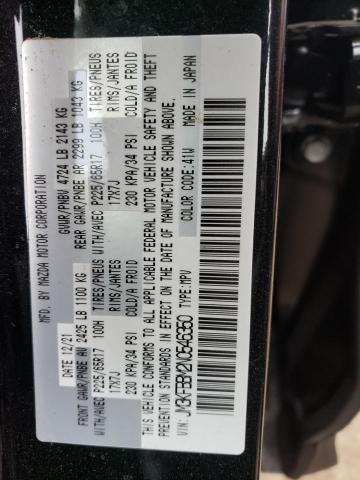 MFD. BY MAZDA MOTOR CORPORATION
12/21 GVWR/PNBV 4724 LB 2143 KG
FRONT GAWR/PNBE AV 2425 LB 1100 KG REAR GAWR/PNBE AR 2299 LB 1043 KG
TIRES/PNEUS TIRES/PNEUS
WITH/AVEC P225/65R17 100H WITH/AVEC P225/65R17 100H
RIMS/JANTES RIMS/JANTES
17X7J 17X7J
COLD/A FROID COLD/A FROID
230 KPA/34 PSI 230 KPA/34 PSI
THIS VEHICLE CONFORMS TO ALL APPLICABLE FEDERAL MOTOR VEHICLE SAFETY AND THEFT
PREVENTION STANDARDS IN EFFECT ON THE DATE OF MANUFACTURE SHOWN ABOVE.
VIN: JM3KFBBM2N0546350 TYPE: MPV COLOR CODE: 41W MADE IN JAPAN